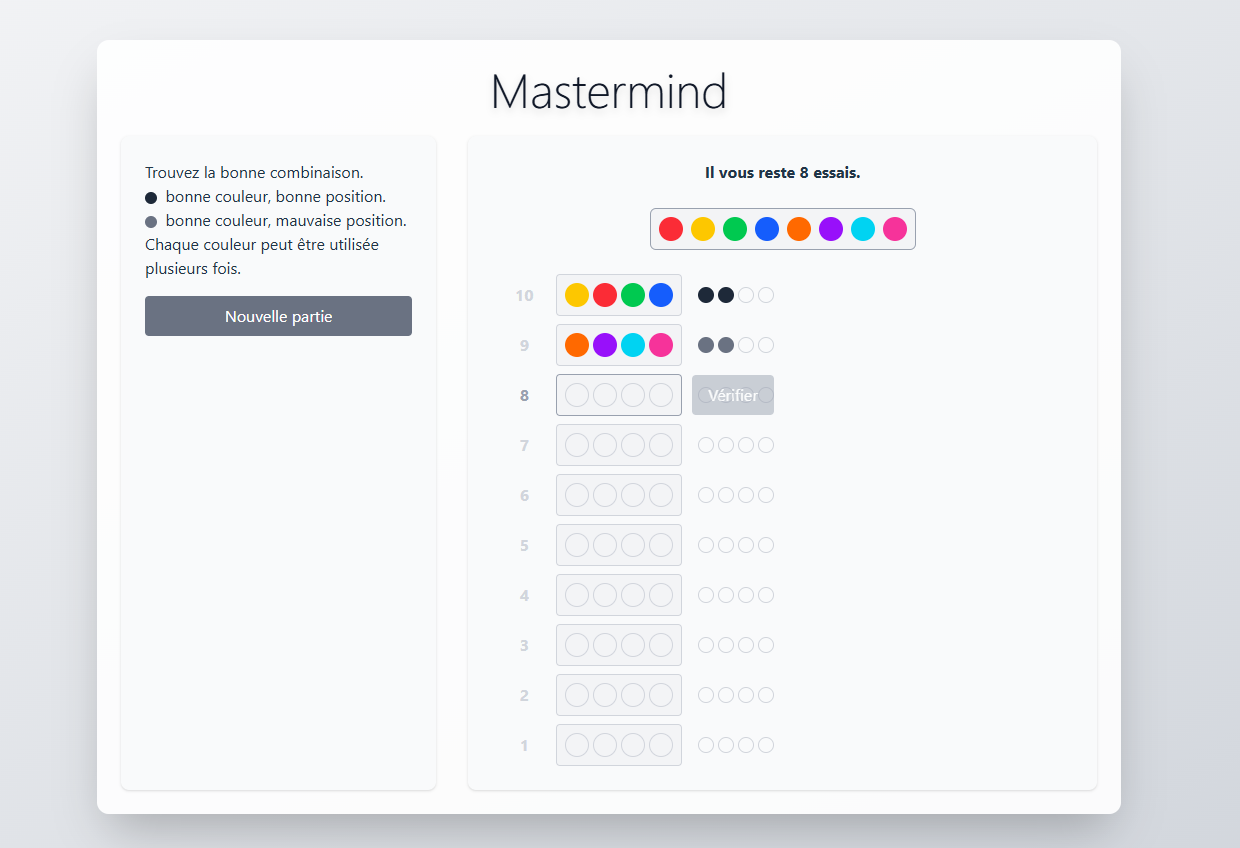 Mastermind
Trouvez la bonne combinaison.
bonne couleur, bonne position.
bonne couleur, mauvaise position.
Chaque couleur peut être utilisée
plusieurs fois.
Nouvelle partie
Il vous reste 8 essais.
10
9
8 Vérifier
7
6
5
4
3
2
1